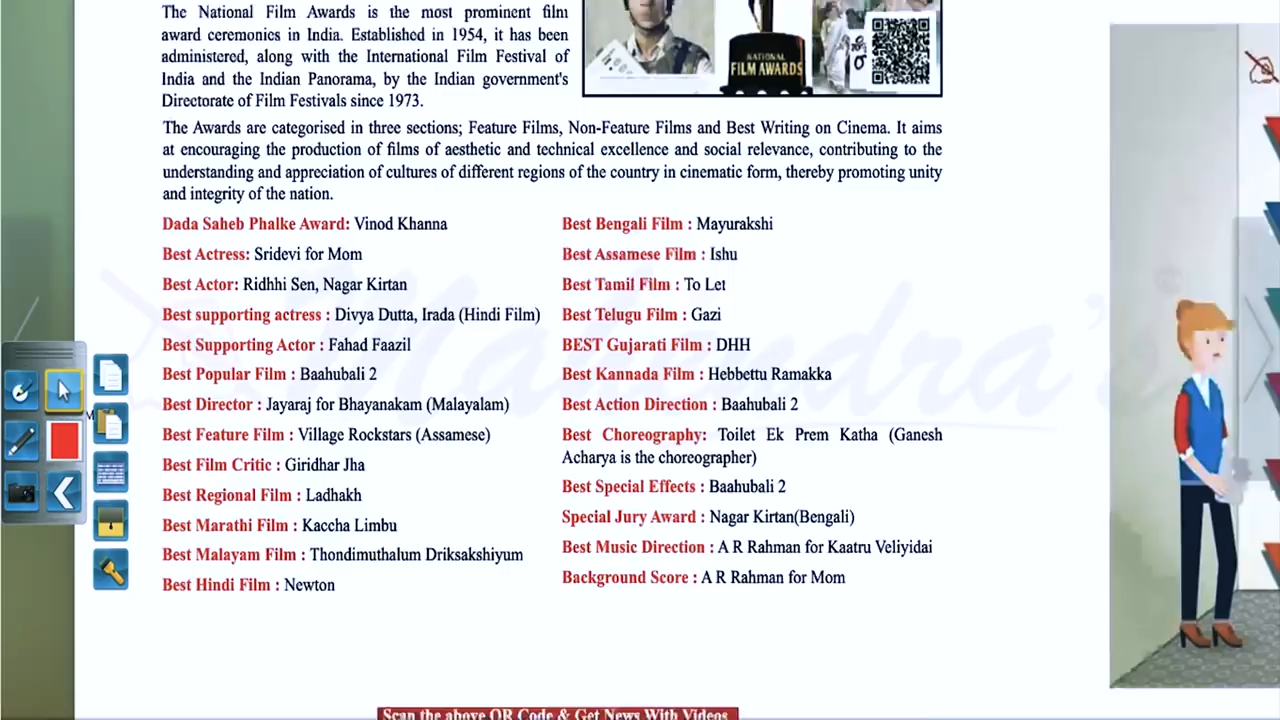 The National Film Awards is the most prominent film
award ceremonies in India. Established in 1954, it has been
administered, along with the International Film Festival of
India and the Indian Panorama, by the Indian government's
Directorate of Film Festivals since 1973.
NATIONAL
FILM AWARDS
The Awards are categorised in three sections; Feature Films, Non-Feature Films and Best Writing on Cinema. It aims
at encouraging the production of films of aesthetic and technical excellence and social relevance, contributing to the
understanding and appreciation of cultures of different regions of the country in cinematic form, thereby promoting unity
and integrity of the nation.
Dada Saheb Phalke Award: Vinod Khanna
Best Actress: Sridevi for Mom
Best Actor: Ridhhi Sen, Nagar Kirtan
Best supporting actress : Divya Dutta, Irada (Hindi Film)
Best Supporting Actor : Fahad Faazil
Best Popular Film : Baahubali 2
Best Director : Jayaraj for Bhayanakam (Malayalam)
Best Feature Film : Village Rockstars (Assamese)
Best Film Critic : Giridhar Jha
Best Regional Film : Ladhakh
Best Marathi Film : Kaccha Limbu
Best Malayam Film : Thondimuthalum Driksakshiyum
Best Hindi Film : Newton
Best Bengali Film : Mayurakshi
Best Assamese Film : Ishu
Best Tamil Film : To Let
Best Telugu Film : Gazi
BEST Gujarati Film : DHH
Best Kannada Film : Hebbettu Ramakka
Best Action Direction : Baahubali 2
Best Choreography: Toilet Ek Prem Katha (Ganesh
Acharya is the choreographer)
Best Special Effects : Baahubali 2
Special Jury Award : Nagar Kirtan(Bengali)
Best Music Direction : A R Rahman for Kaatru Veliyidai
Background Score : A R Rahman for Mom
Mahendra's
M
Scan the above QR Code & Get News With Videos